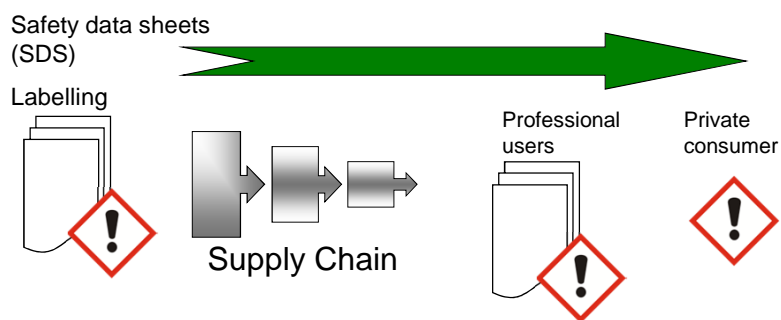 Safety data sheets
(SDS)
Labelling
Professional
users
Private
consumer
Supply Chain